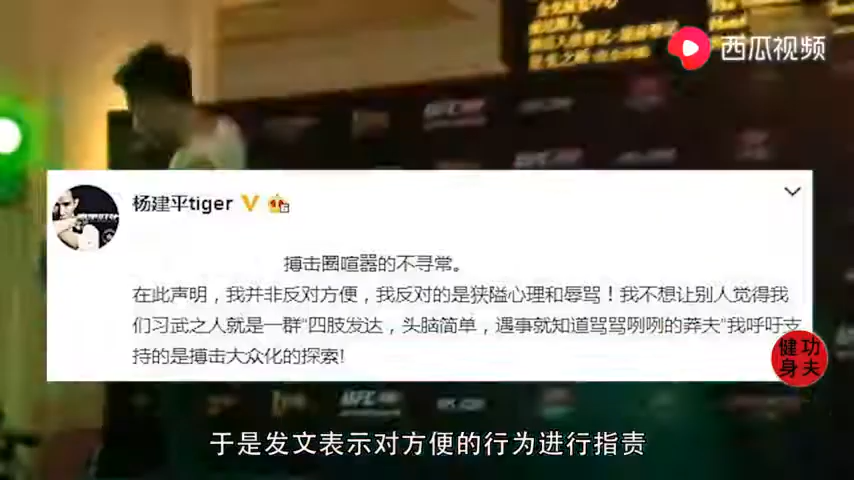 西瓜视频
杨建平tiger
搏击圈喧嚣的不寻常。
在此声明，我并非反对方便，我反对的是狭隘心理和辱骂！我不想让别人觉得我
们习武之人就是一群“四肢发达，头脑简单，遇事就知道骂骂咧咧的莽夫”我呼吁支
持的是搏击大众化的探索!
健功
身夫
于是发文表示对方便的行为进行指责